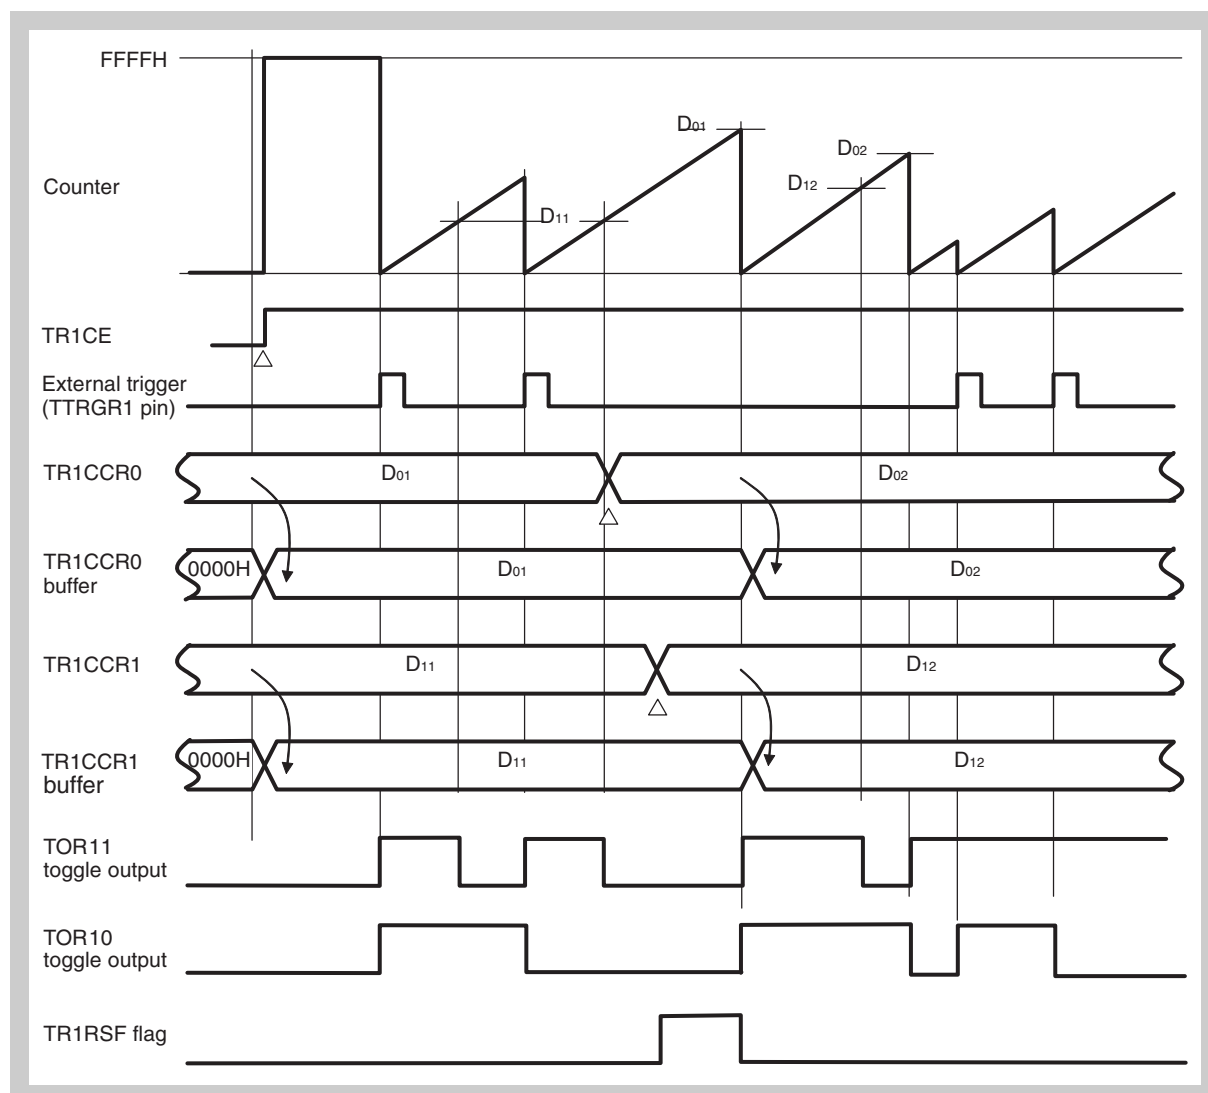 FFFFH
D01
D02
Counter
D12
D11
TR1CE
External trigger
(TTRGR1 pin)
TR1CCR0
D01
D02
TR1CCR0
buffer
0000H
D01
D02
TR1CCR1
D11
D12
TR1CCR1
buffer
0000H
D11
D12
TOR11
toggle output
TOR10
toggle output
TR1RSF flag